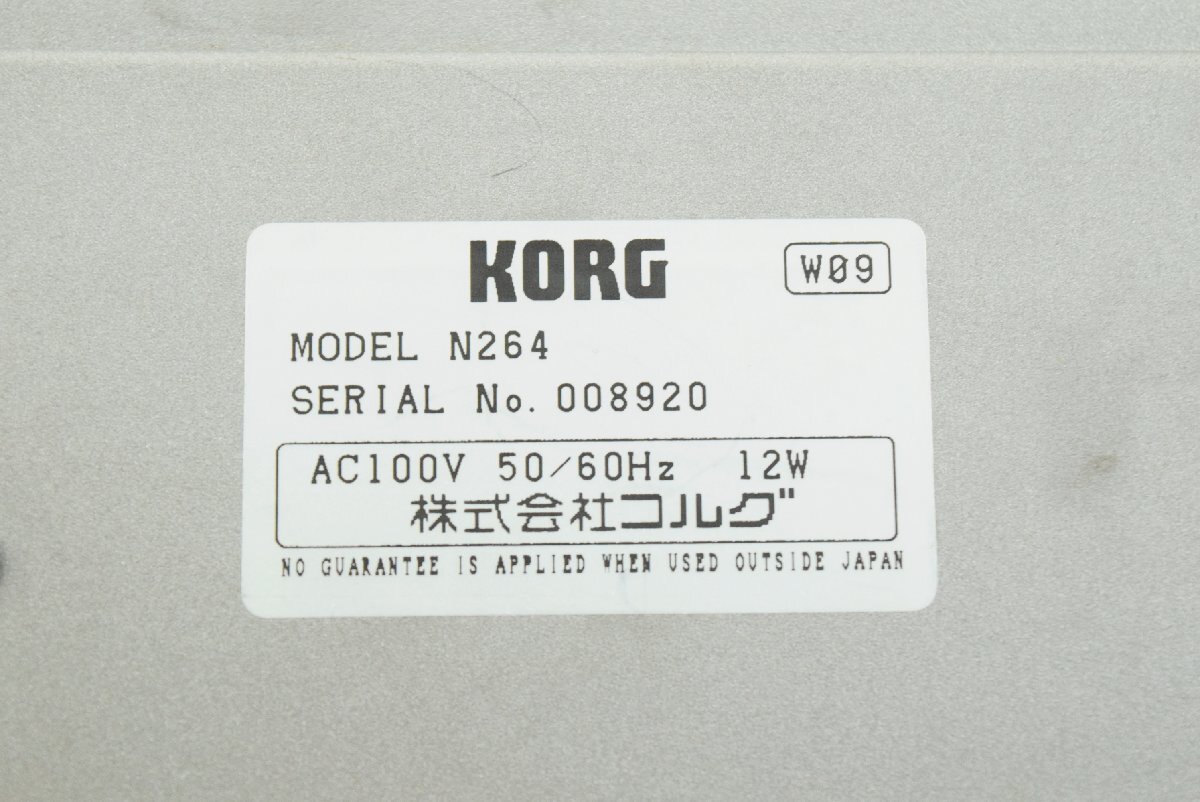 KORG
W09
MODEL N264
SERIAL No. 008920
AC100V 50/60Hz 12W
株式会社コルグ
NO GUARANTEE IS APPLIED WHEN USED OUTSIDE JAPAN